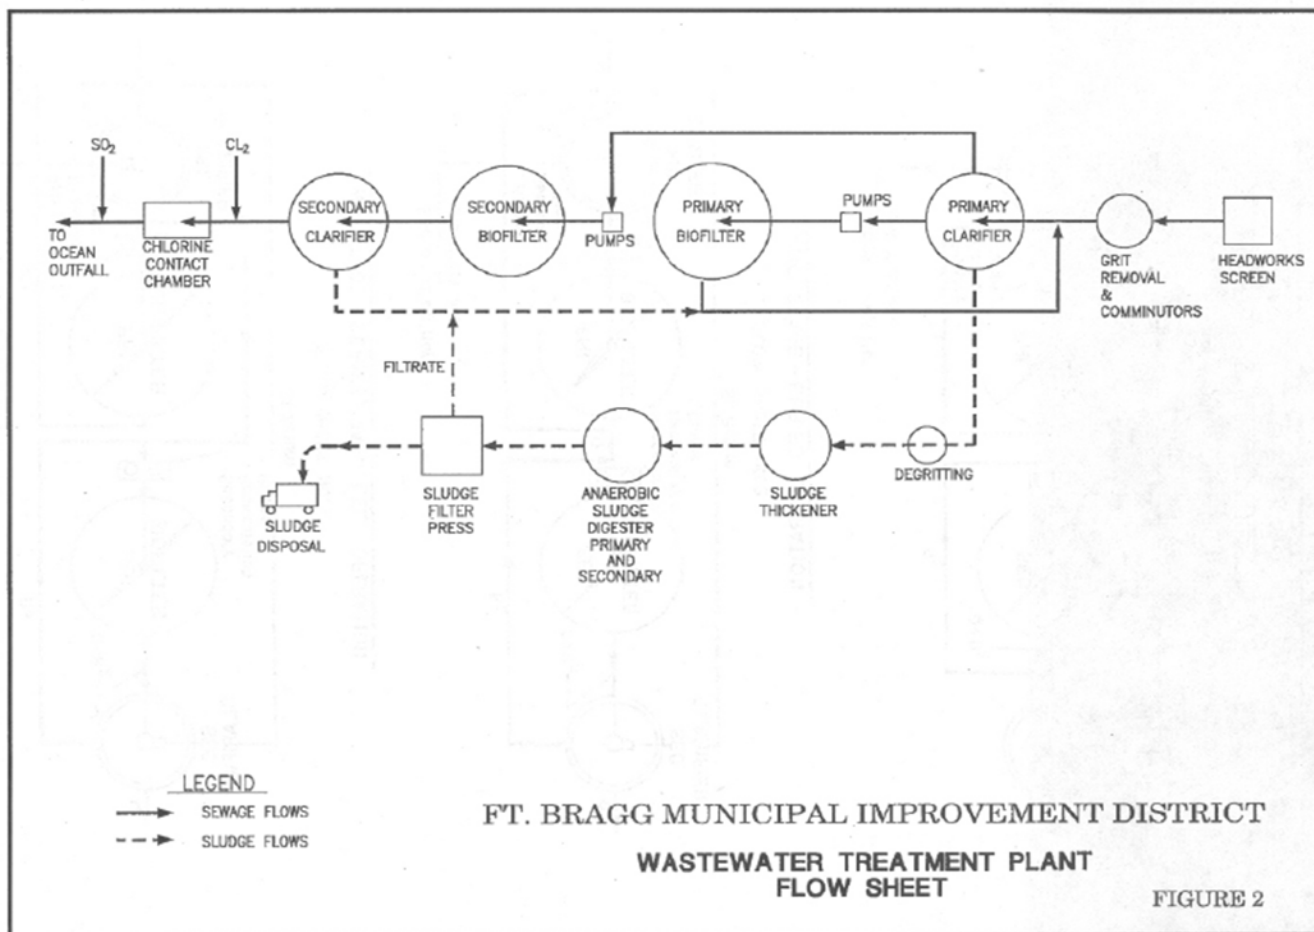 SO₂
CL₂
TO
OCEAN
OUTFALL
CHLORINE
CONTACT
CHAMBER
SECONDARY
CLARIFIER
SECONDARY
BIOFILTER
PUMPS
PRIMARY
BIOFILTER
PUMPS
PRIMARY
CLARIFIER
GRIT
REMOVAL
&
COMMINUTORS
HEADWORKS
SCREEN
FILTRATE
SLUDGE
DISPOSAL
SLUDGE
FILTER
PRESS
ANAEROBIC
SLUDGE
DIGESTER
PRIMARY
AND
SECONDARY
SLUDGE
THICKENER
DEGRITTING
LEGEND
SEWAGE FLOWS
SLUDGE FLOWS
FT. BRAGG MUNICIPAL IMPROVEMENT DISTRICT
WASTEWATER TREATMENT PLANT
FLOW SHEET
FIGURE 2